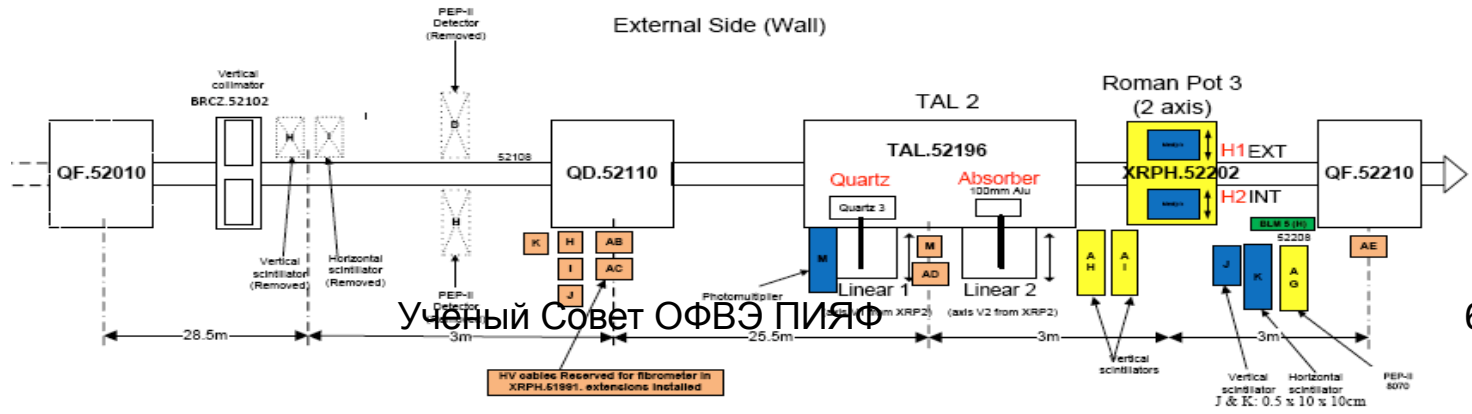 PEP-II
Detector
(Removed)
External Side (Wall)
Vertical
collimator
BRCZ.52102
Roman Pot 3
(2 axis)
TAL 2
H
I
I
D
52108
QF.52010
QD.52110
TAL.52196
H1 EXT
XRPH.52202
H2 INT
QF.52210
Quartz
Absorber
100mm Alu
Quartz 3
H
BLM 5 (H)
52208
K
H
AB
I
AC
J
M
M
AD
A
H
A
I
J
K
A
G
AE
Vertical
scintillator
(Removed)
Horizontal
scintillator
(Removed)
PEP-II
Detector
Photomultiplier
Linear 1
Linear 2
(axis V2 from XRP2)
Ученый Совет ОФВЭ ПИЯФ
28.5m
3m
25.5m
3m
3m
Vertical
scintillators
HV cables Reserved for fibrometer in
XRPH.51991. extensions installed
Vertical
scintillator
Horizontal
scintillator
J & K: 0.5 x 10 x 10cm
PEP-II
8070